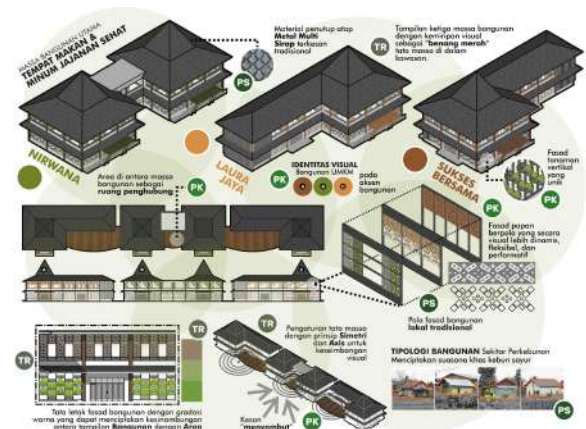 MASSA BANGUNAN UTAMA
TEMPAT MAKAN &
MINUM JAJANAN SEHAT
Material penutup atap
Metal Multi
Sirap terkesan
tradisional
PS
TR
Tampilan ketiga massa bangunan
dengan kemiripan visual
sebagai "benang merah"
tata massa di dalam
kawasan.
NIRWANA
LAURA
JAYA
SUKSES
BERSAMA
Fasad
tanaman
vertikal
yang
unik
PK
Area di antara massa
bangunan sebagai
ruang penghubung
PK
PK
IDENTITAS VISUAL
Bangunan UMKM
pada
aksen
bangunan
PK
Fasad papan
berpola yang secara
visual lebih dinamis,
fleksibel, dan
performatif
PS
Pola fasad bangunan
lokal tradisional
TR
TR
Tata letak fasad bangunan dengan gradasi
warna yang dapat menciptakan kesinambungan
antara tampilan Bangunan dengan Area
TR
Pengaturan tata massa
dengan prinsip Simetri
dan Axis untuk
keseimbangan
visual
Kesan
"menyambut"
PK
TIPOLOGI BANGUNAN Sekitar Perkebunan
Menciptakan suasana khas kebun sayur
PS